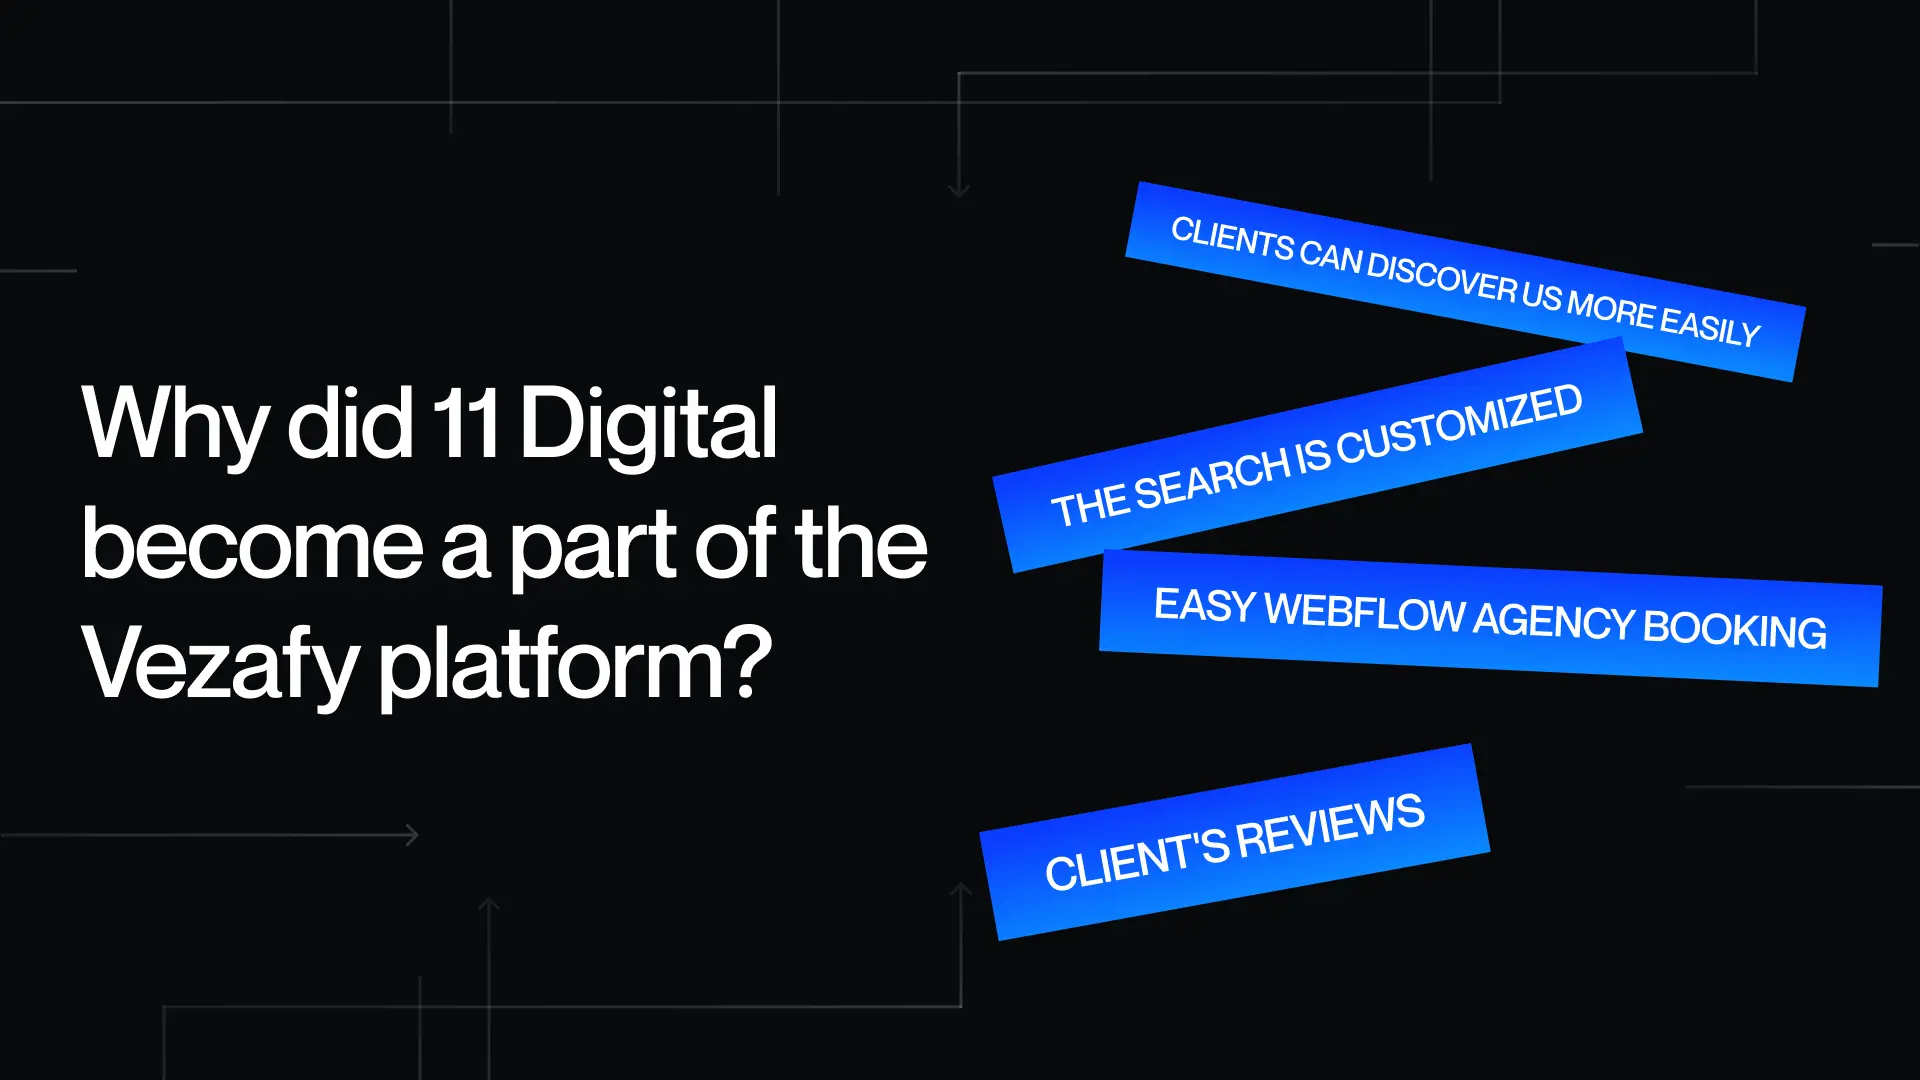 Why did 11 Digital
become a part of the
Vezafy platform?
CLIENTS CAN DISCOVER US MORE EASILY
THE SEARCH IS CUSTOMIZED
EASY WEBFLOW AGENCY BOOKING
CLIENT'S REVIEWS